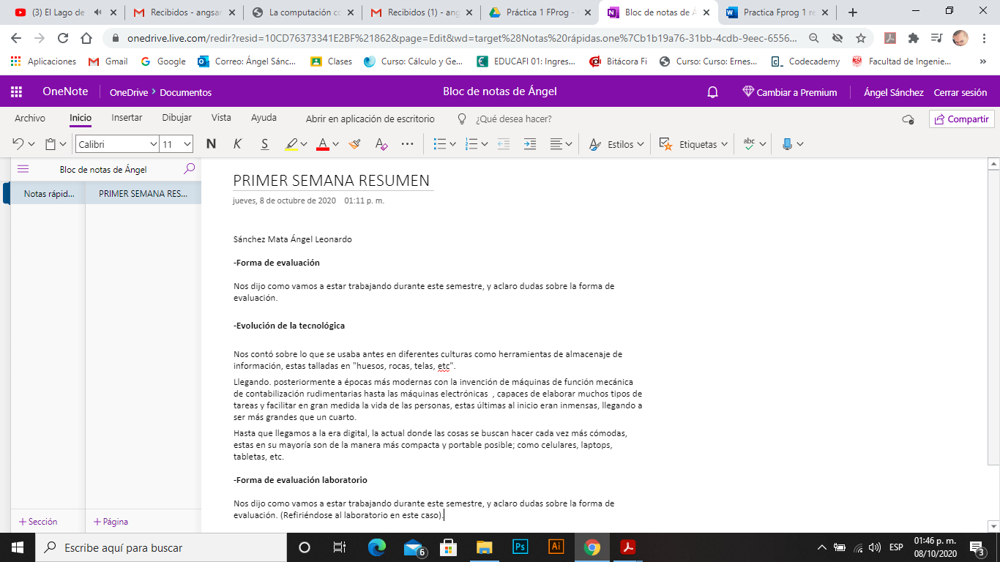 (3) El Lago de
Recibidos - angsar
La computación co
Recibidos (1) - ang
Práctica 1 FProg -
Bloc de notas de Á
Practica Fprog 1 re
onedrive.live.com/redir?resid=10CD76373341E2BF%21862&page=Edit&wd=target%28Notas%20rápidas.one%7Cb1b19a76-31bb-4cdb-9eec-6556...
Aplicaciones
Gmail
Google
Correo: Ángel Sánc...
Clases
Curso: Cálculo y Ge...
EDUCAFI 01: Ingres...
Bitácora Fi
Curso: Curso: Ernes...
Codecademy
Facultad de Ingenie...
»
OneNote
OneDrive › Documentos
Bloc de notas de Ángel
Cambiar a Premium
Ángel Sánchez
Cerrar sesión
Archivo
Inicio
Insertar
Dibujar
Vista
Ayuda
Abrir en aplicación de escritorio
¿Qué desea hacer?
Compartir
Calibri
11
N
K
S
A
Estilos
Etiquetas
abc
Bloc de notas de Ángel
Notas rápid...
PRIMER SEMANA RES...
PRIMER SEMANA RESUMEN
jueves, 8 de octubre de 2020 01:11 p. m.
Sánchez Mata Ángel Leonardo
-Forma de evaluación
Nos dijo como vamos a estar trabajando durante este semestre, y aclaro dudas sobre la forma de
evaluación.
-Evolución de la tecnológica
Nos contó sobre lo que se usaba antes en diferentes culturas como herramientas de almacenaje de
información, estas talladas en "huesos, rocas, telas, etc".
Llegando. posteriormente a épocas más modernas con la invención de máquinas de función mecánica
de contabilización rudimentarias hasta las máquinas electrónicas , capaces de elaborar muchos tipos de
tareas y facilitar en gran medida la vida de las personas, estas últimas al inicio eran inmensas, llegando a
ser más grandes que un cuarto.
Hasta que llegamos a la era digital, la actual donde las cosas se buscan hacer cada vez más cómodas,
estas en su mayoría son de la manera más compacta y portable posible; como celulares, laptops,
tabletas, etc.
-Forma de evaluación laboratorio
Nos dijo como vamos a estar trabajando durante este semestre, y aclaro dudas sobre la forma de
evaluación. (Refiriéndose al laboratorio en este caso).
+ Sección
+ Página
Escribe aquí para buscar
6
Ps
Ai
ESP
01:46 p. m.
08/10/2020
3